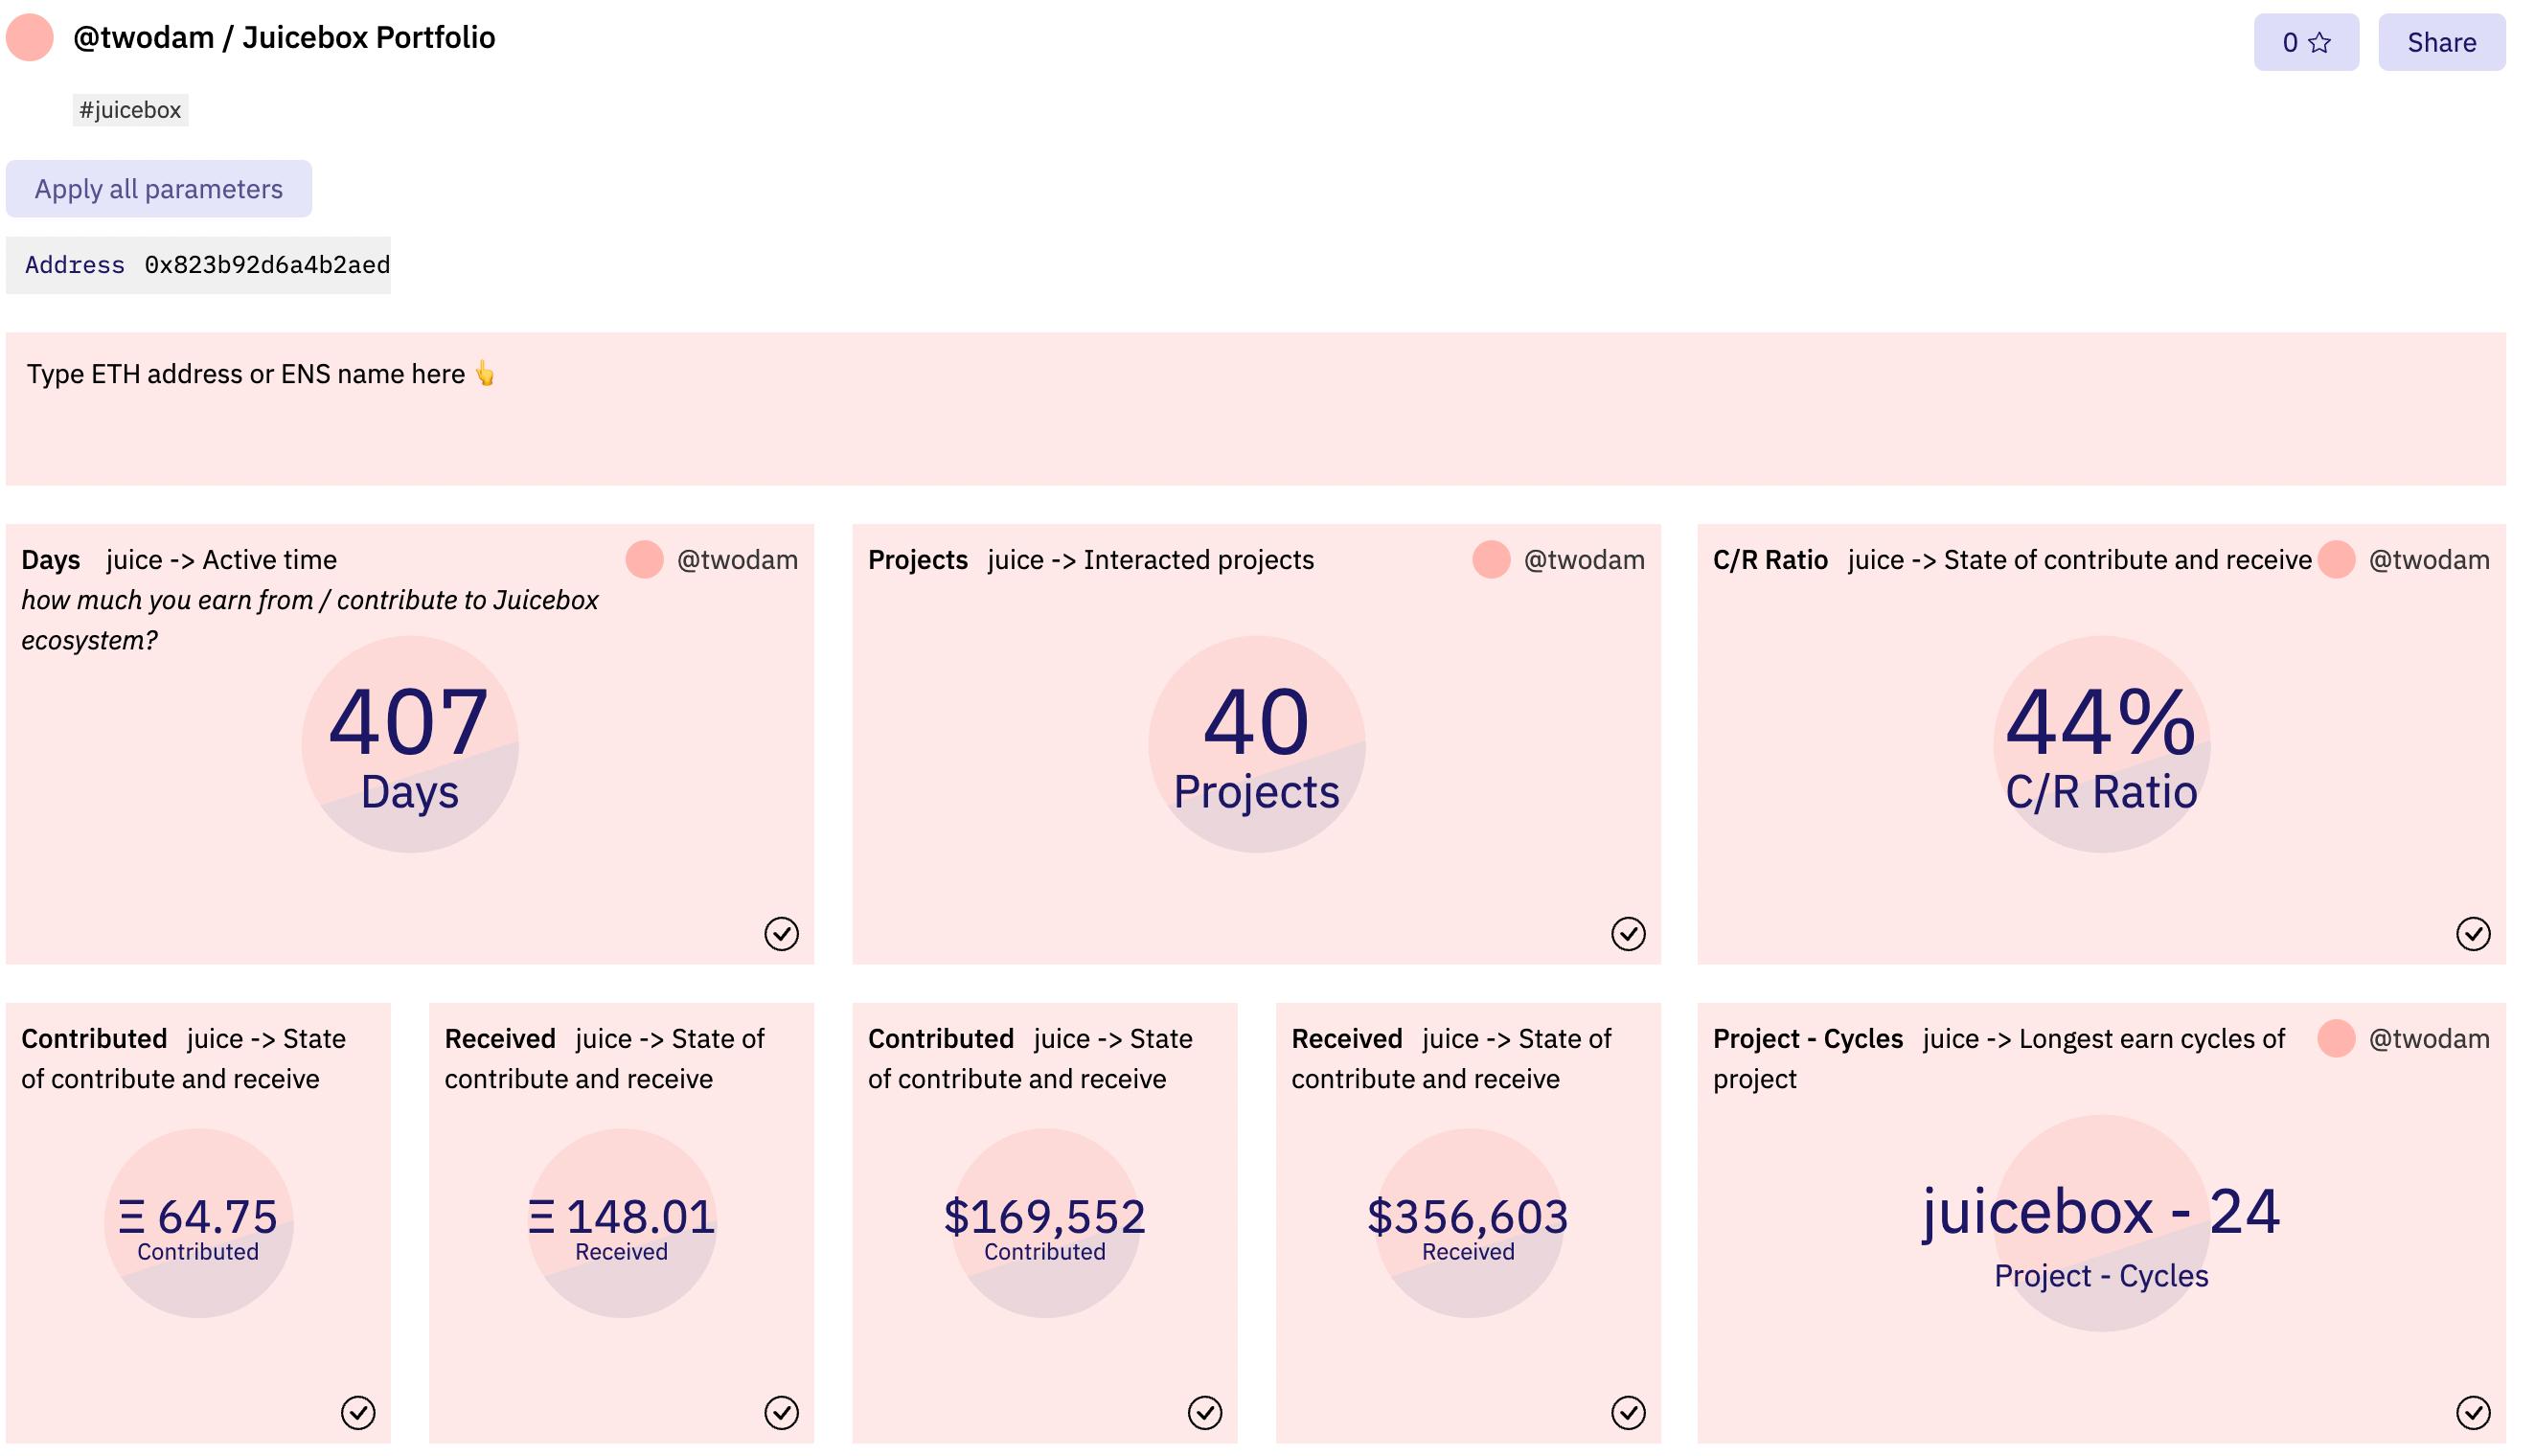 @twodam / Juicebox Portfolio
0
Share
#juicebox
Apply all parameters
Address 0x823b92d6a4b2aed
Type ETH address or ENS name here 👆
Days juice -> Active time
@twodam
how much you earn from / contribute to Juicebox
ecosystem?
407
Days
Projects juice -> Interacted projects
@twodam
40
Projects
C/R Ratio juice -> State of contribute and receive
@twodam
44%
C/R Ratio
Contributed juice -> State
of contribute and receive
Ξ 64.75
Contributed
Received juice -> State of
contribute and receive
Ξ 148.01
Received
Contributed juice -> State
of contribute and receive
$169,552
Contributed
Received juice -> State of
contribute and receive
$356,603
Received
Project - Cycles juice -> Longest earn cycles of
project
@twodam
juicebox - 24
Project - Cycles